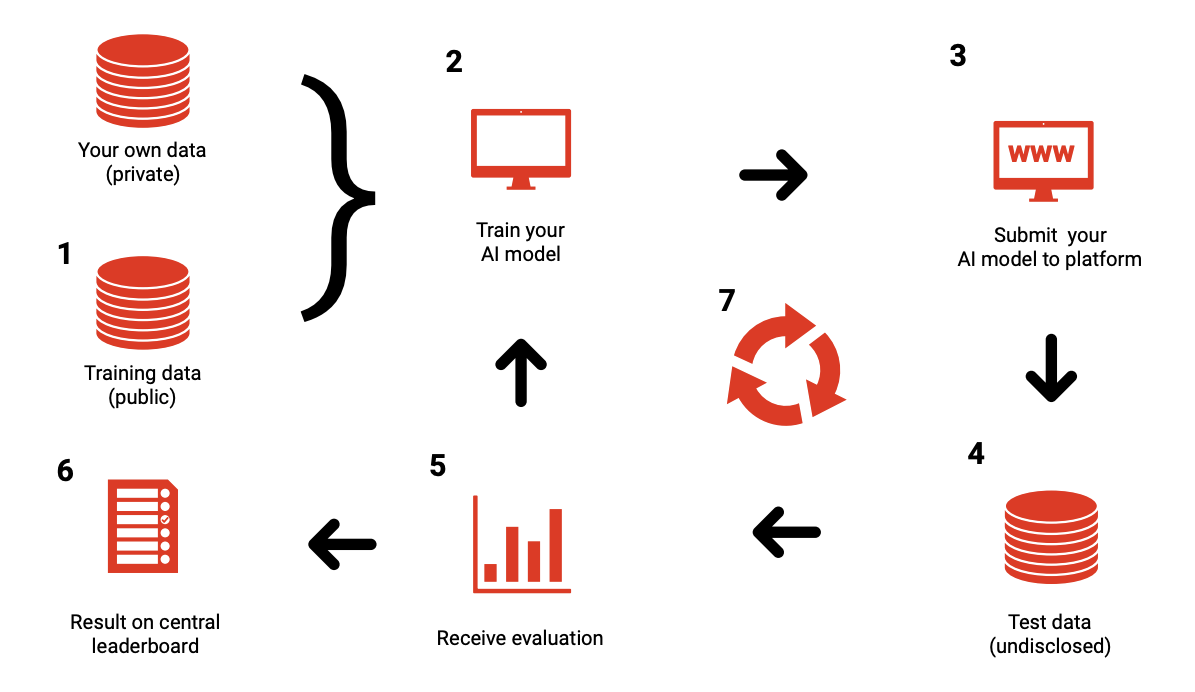 Your own data
(private)
1
Training data
(public)
2
Train your
AI model
3
www
Submit your
AI model to platform
4
Test data
(undisclosed)
5
Receive evaluation
6
Result on central
leaderboard
7